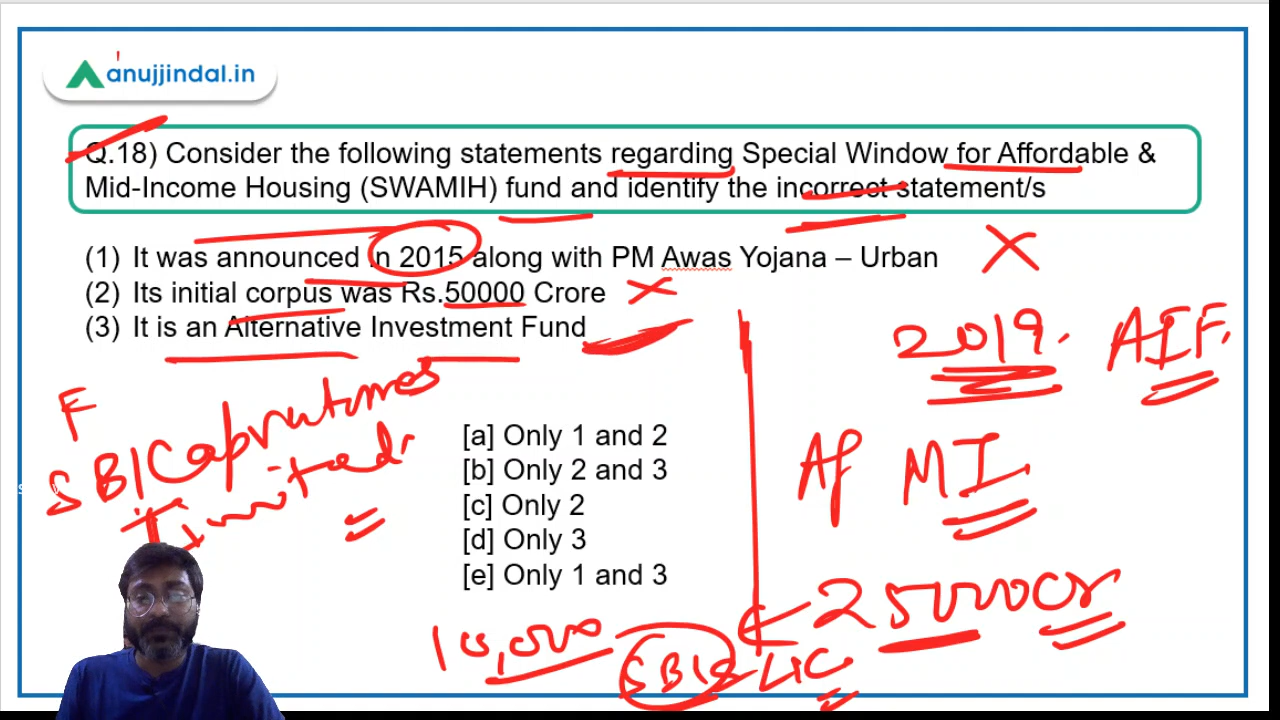 anujjindal.in
Q.18) Consider the following statements regarding Special Window for Affordable &
Mid-Income Housing (SWAMIH) fund and identify the incorrect statement/s
(1) It was announced in 2015 along with PM Awas Yojana – Urban
(2) Its initial corpus was Rs.50000 Crore
(3) It is an Alternative Investment Fund
2019. AIF.
F
SBI
[a] Only 1 and 2
[b] Only 2 and 3
[c] Only 2
[d] Only 3
[e] Only 1 and 3
Af MI
25000Cr
10,000 SBI & LIC